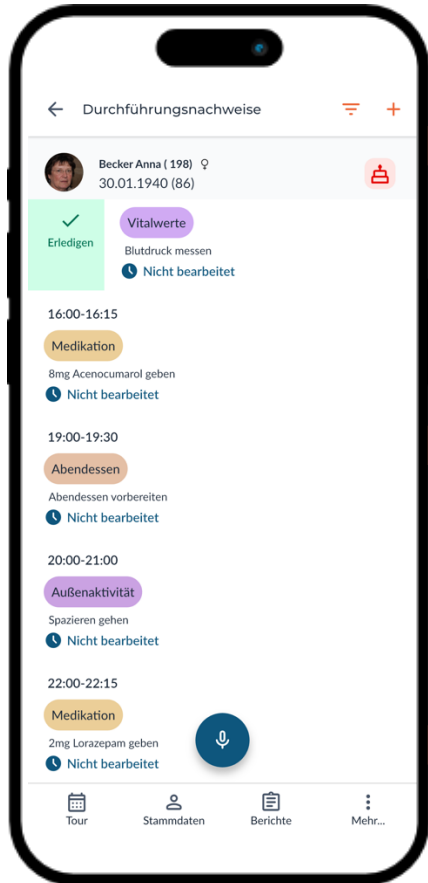 Durchführungsnachweise
Becker Anna ( 198) ♀
30.01.1940 (86)
Erledigen
Vitalwerte
Blutdruck messen
Nicht bearbeitet
16:00-16:15
Medikation
8mg Acenocumarol geben
Nicht bearbeitet
19:00-19:30
Abendessen
Abendessen vorbereiten
Nicht bearbeitet
20:00-21:00
Außenaktivität
Spazieren gehen
Nicht bearbeitet
22:00-22:15
Medikation
2mg Lorazepam geben
Nicht bearbeitet
Tour
Stammdaten
Berichte
Mehr...